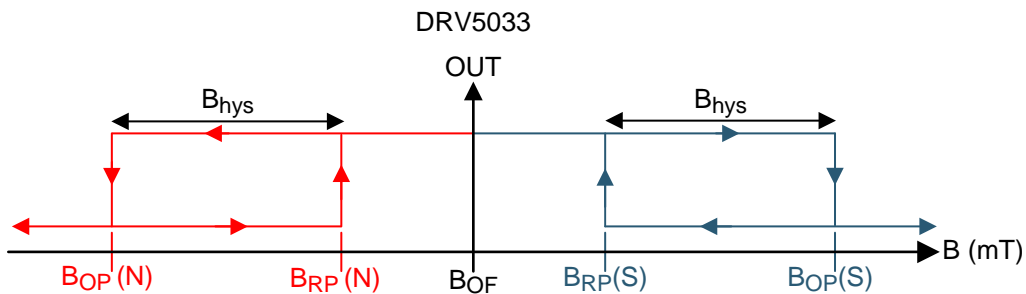 DRV5033
OUT
Bhys
Bhys
B (mT)
BOP(N)
BRP(N)
BOF
BRP(S)
BOP(S)